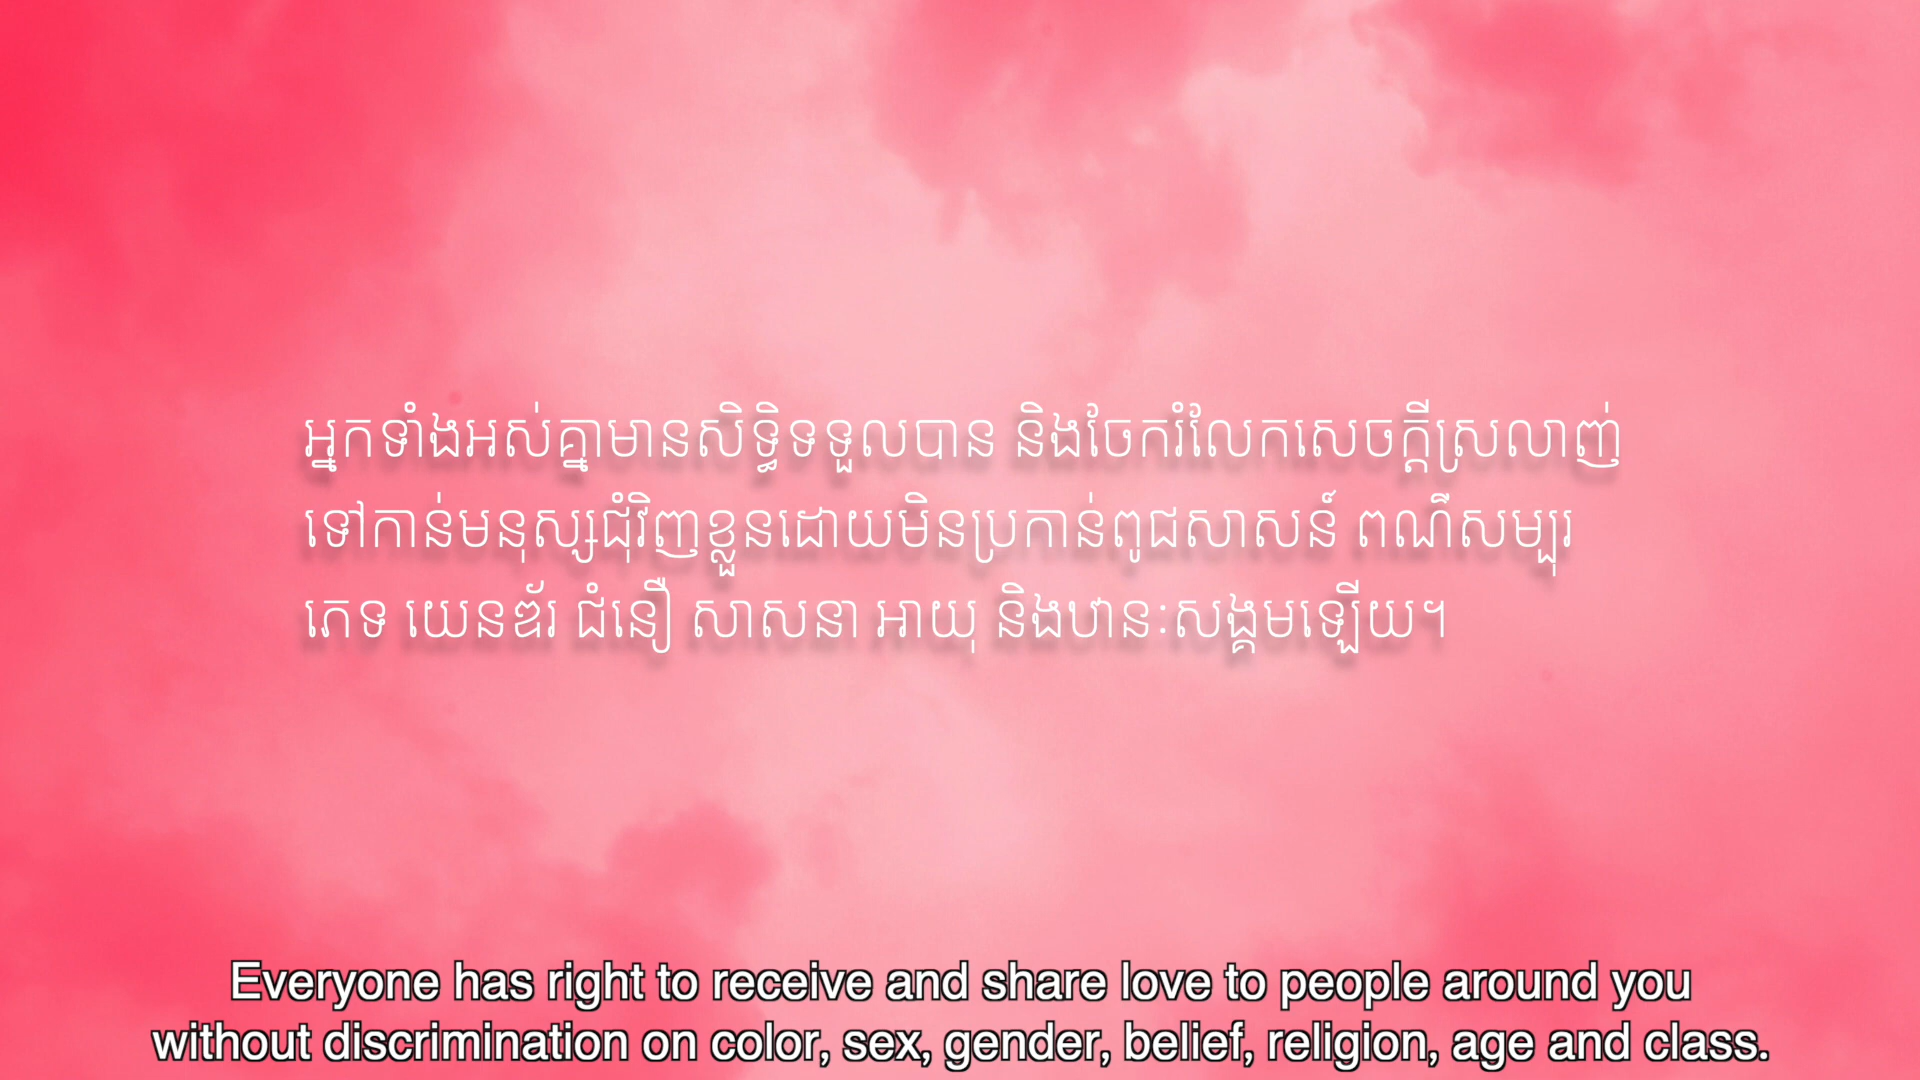 អ្នកទាំងអស់គ្នាមានសិទ្ធិទទួលបាន និងចែករំលែកសេចក្តីស្រលាញ់
ទៅកាន់មនុស្សជុំវិញខ្លួនដោយមិនប្រកាន់ពូជសាសន៍ ពណ៌សម្បុរ
ភេទ យេនឌ័រ ជំនឿ សាសនា អាយុ និងឋានៈសង្គមឡើយ។
Everyone has right to receive and share love to people around you
without discrimination on color, sex, gender, belief, religion, age and class.